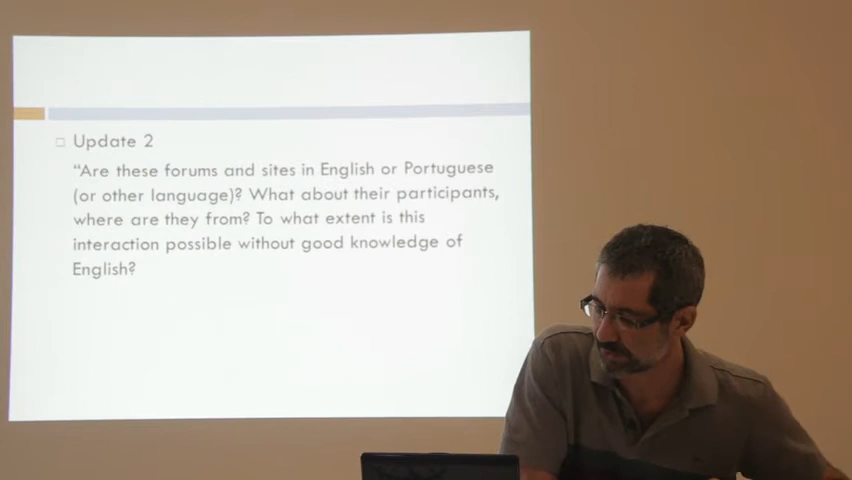 Update 2
“Are these forums and sites in English or Portuguese
(or other language)? What about their participants,
where are they from? To what extent is this
interaction possible without good knowledge of
English?